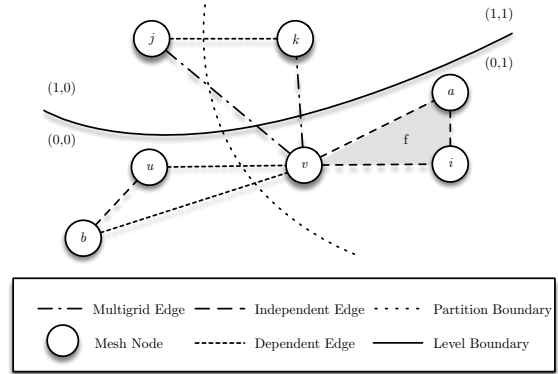 (1,1)
j
k
(0,1)
(1,0)
a
(0,0)
f
u
v
i
b
Multigrid Edge
Independent Edge
Partition Boundary
Mesh Node
Dependent Edge
Level Boundary